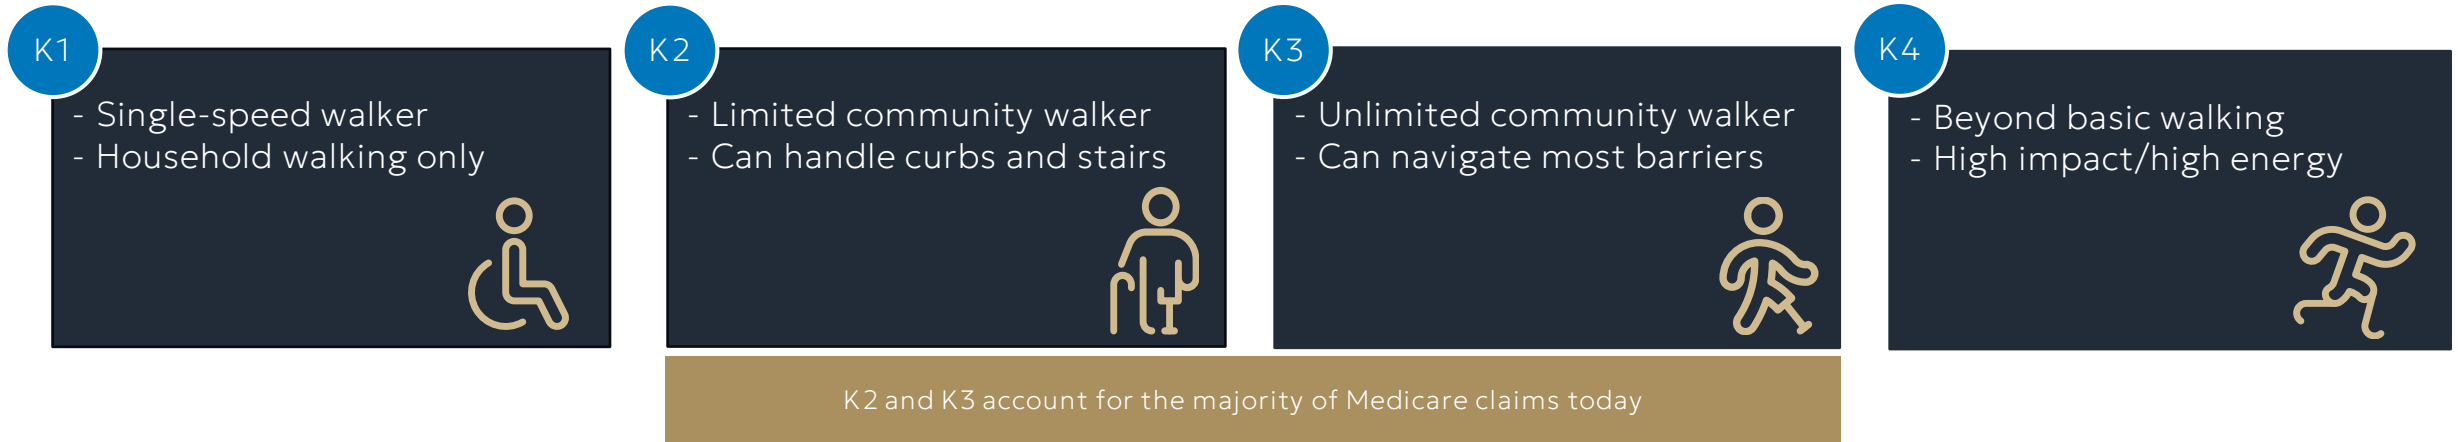 K1
- Single-speed walker
- Household walking only
K2
- Limited community walker
- Can handle curbs and stairs
K3
- Unlimited community walker
- Can navigate most barriers
K4
- Beyond basic walking
- High impact/high energy
K2 and K3 account for the majority of Medicare claims today